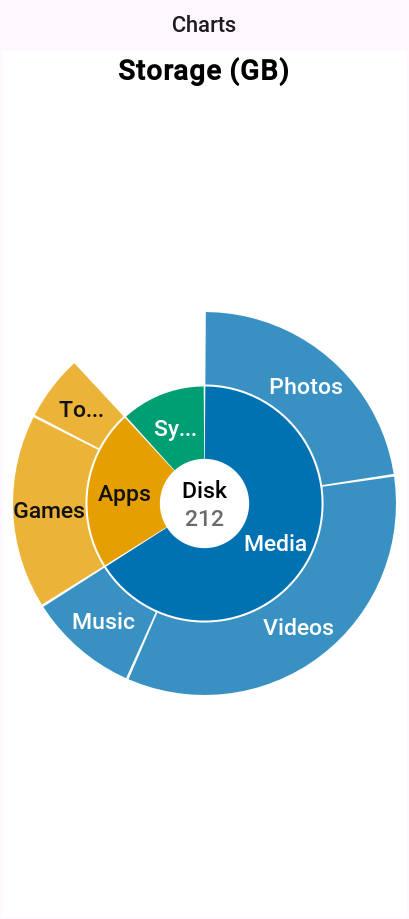 Charts
Storage (GB)
Photos
To...
Sy...
Disk
Apps
Games
212
Media
Music
Videos